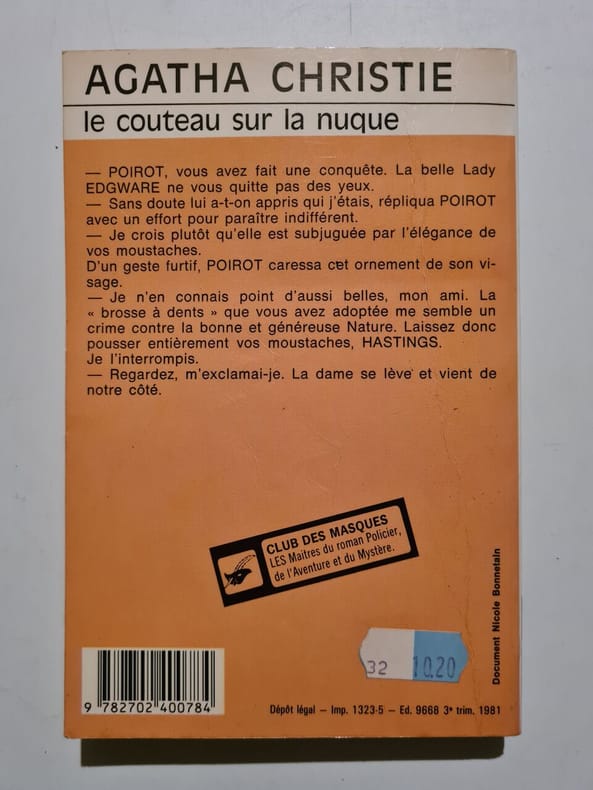 AGATHA CHRISTIE
le couteau sur la nuque
— POIROT, vous avez fait une conquête. La belle Lady
EDGWARE ne vous quitte pas des yeux.
— Sans doute lui a-t-on appris qui j'étais, répliqua POIROT
avec un effort pour paraître indifférent.
— Je crois plutôt qu'elle est subjuguée par l'élégance de
vos moustaches.
D'un geste furtif, POIROT caressa cet ornement de son vi-
sage.
— Je n'en connais point d'aussi belles, mon ami. La
« brosse à dents » que vous avez adoptée me semble un
crime contre la bonne et généreuse Nature. Laissez donc
pousser entièrement vos moustaches, HASTINGS.
Je l'interrompis.
— Regardez, m'exclamai-je. La dame se lève et vient de
notre côté.
CLUB DES MASQUES
LES Maîtres du roman Policier,
de l'Aventure et du Mystère.
Document Nicole Bonnetain
32 10.20
9 782702 400784
Dépôt légal — Imp. 1323-5 — Ed. 9668 3e trim. 1981